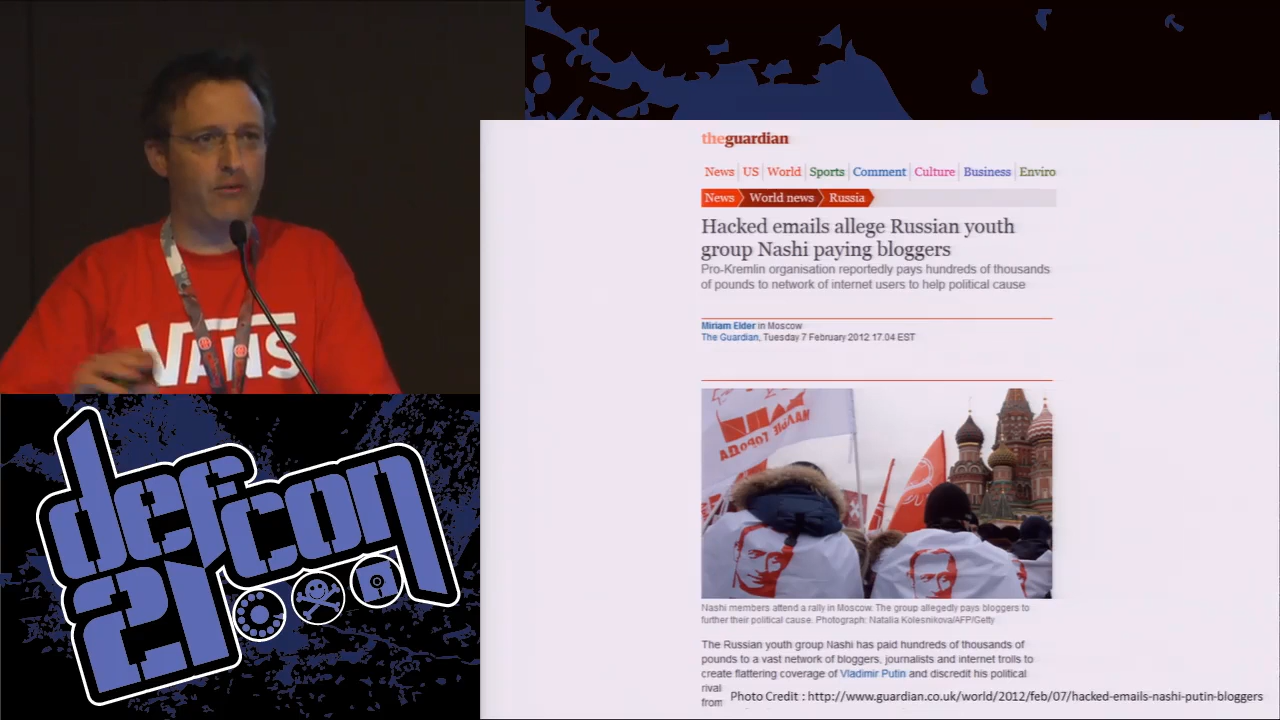 VANS
defcon
21
theguardian
News US World Sports Comment Culture Business Enviro
News World news Russia
Hacked emails allege Russian youth
group Nashi paying bloggers
Pro-Kremlin organisation reportedly pays hundreds of thousands
of pounds to network of internet users to help political cause
Miriam Elder in Moscow
The Guardian, Tuesday 7 February 2012 17.04 EST
Nashi members attend a rally in Moscow. The group allegedly pays bloggers to
further their political cause. Photograph: Natalia Kolesnikova/AFP/Getty
The Russian youth group Nashi has paid hundreds of thousands of
pounds to a vast network of bloggers, journalists and internet trolls to
create flattering coverage of Vladimir Putin and discredit his political
rival
from
Photo Credit : http://www.guardian.co.uk/world/2012/feb/07/hacked-emails-nashi-putin-bloggers